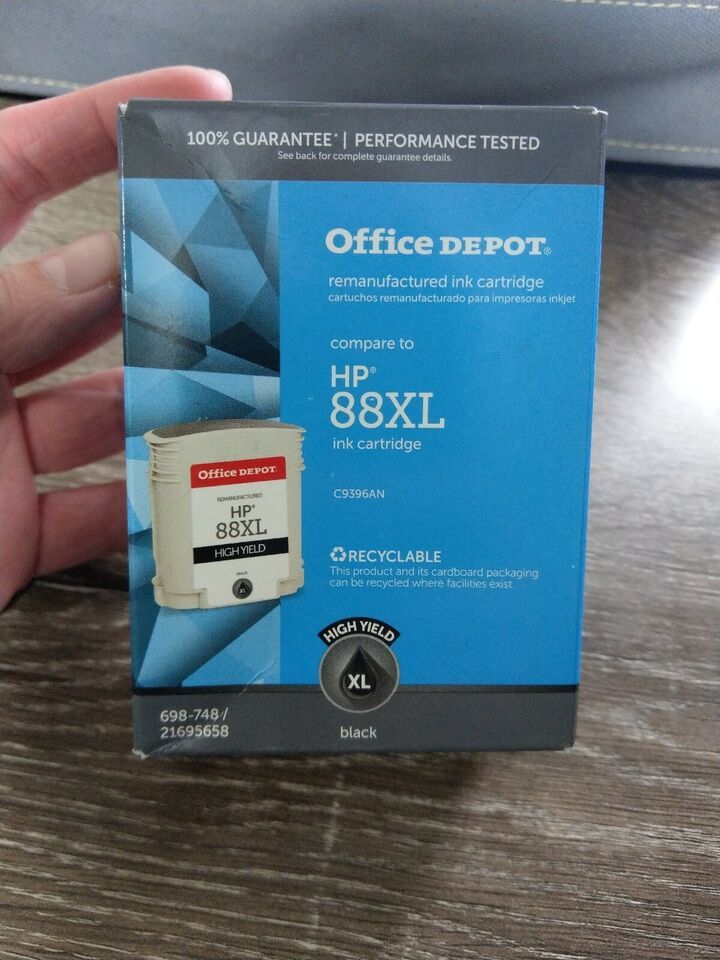 100% GUARANTEE* | PERFORMANCE TESTED
See back for complete guarantee details.
Office DEPOT®
remanufactured ink cartridge
cartuchos remanufacturado para impresoras inkjet
compare to
HP®
88XL
ink cartridge
C9396AN
Office DEPOT
REMANUFACTURED
HP®
88XL
HIGH YIELD
black
XL
RECYCLABLE
This product and its cardboard packaging
can be recycled where facilities exist.
HIGH YIELD
XL
black
698-748 /
21695658